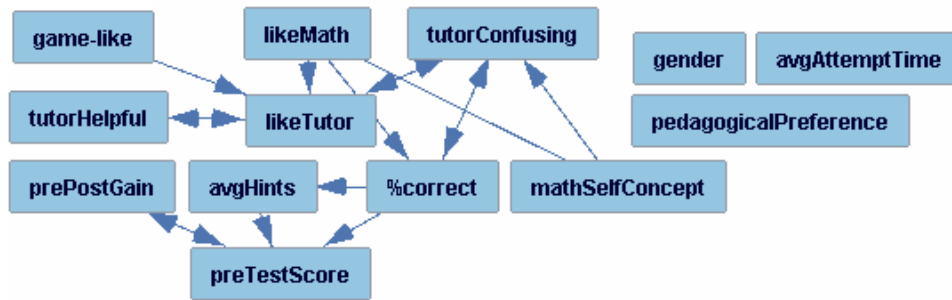 game-like
likeMath
tutorConfusing
gender
avgAttemptTime
tutorHelpful
likeTutor
pedagogicalPreference
prePostGain
avgHints
%correct
mathSelfConcept
preTestScore